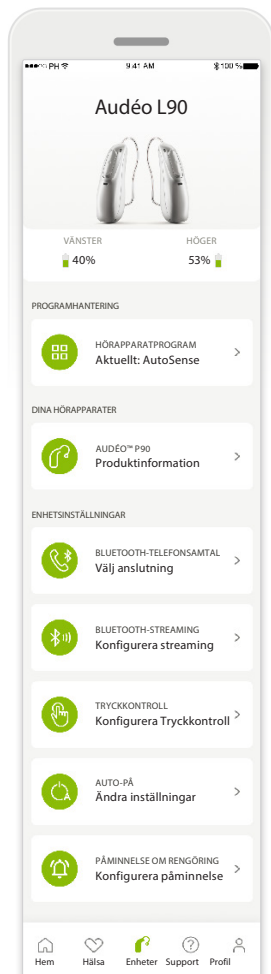 PH 9:41 AM 100 %
Audéo L90
VÄNSTER HÖGER
40% 53%
PROGRAMHANTERING
HÖRAPPARATPROGRAM
Aktuellt: AutoSense
DINA HÖRAPPARATER
AUDÉO™ P90
Produktinformation
ENHETSINSTÄLLNINGAR
BLUETOOTH-TELEFONSAMTAL
Välj anslutning
BLUETOOTH-STREAMING
Konfigurera streaming
TRYCKKONTROLL
Konfigurera Tryckkontroll
AUTO-PÅ
Ändra inställningar
PÅMINNELSE OM RENGÖRING
Konfigurera påminnelse
Hem Hälsa Enheter Support Profil